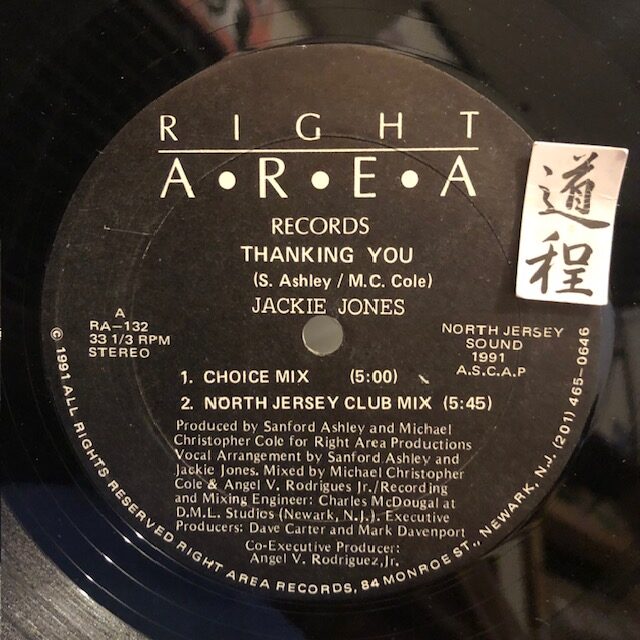 RIGHT
A•R•E•A
RECORDS
THANKING YOU
(S. Ashley / M.C. Cole)
JACKIE JONES
道程
A
RA-132
33 1/3 RPM
STEREO
NORTH JERSEY
SOUND
1991
A.S.C.A.P
1. CHOICE MIX (5:00)
2. NORTH JERSEY CLUB MIX (5:45)
Produced by Sanford Ashley and Michael
Christopher Cole for Right Area Productions
Vocal Arrangement by Sanford Ashley and
Jackie Jones. Mixed by Michael Christopher
Cole & Angel V. Rodrigues Jr./Recording
and Mixing Engineer: Charles McDougal at
D.M.L. Studios (Newark, N.J.). Executive
Producers: Dave Carter and Mark Davenport
Co-Executive Producer:
Angel V. Rodriguez,Jr.
© 1991 ALL RIGHTS RESERVED RIGHT AREA RECORDS, 84 MONROE ST., NEWARK, N.J. (201) 465-0646